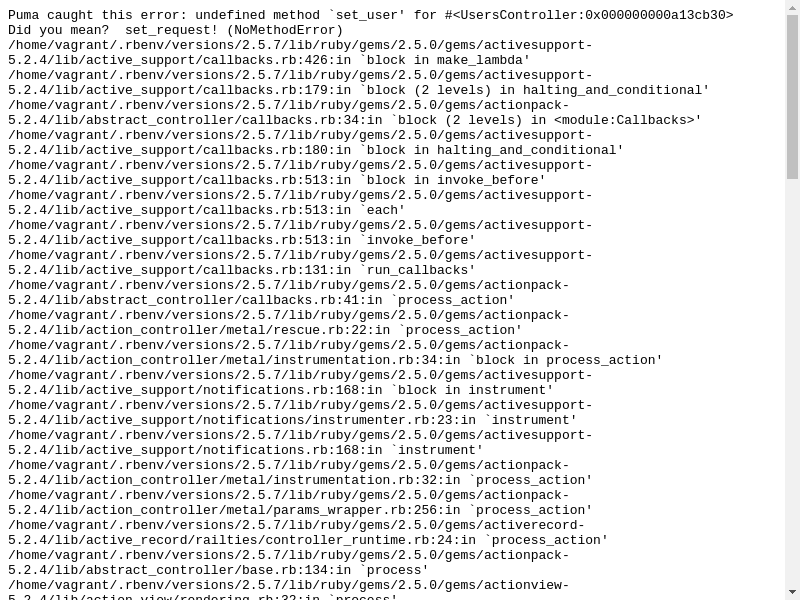 Puma caught this error: undefined method `set_user' for #<UsersController:0x000000000a13cb30>
Did you mean?  set_request! (NoMethodError)
/home/vagrant/.rbenv/versions/2.5.7/lib/ruby/gems/2.5.0/gems/activesupport-
5.2.4/lib/active_support/callbacks.rb:426:in `block in make_lambda'
/home/vagrant/.rbenv/versions/2.5.7/lib/ruby/gems/2.5.0/gems/activesupport-
5.2.4/lib/active_support/callbacks.rb:179:in `block (2 levels) in halting_and_conditional'
/home/vagrant/.rbenv/versions/2.5.7/lib/ruby/gems/2.5.0/gems/actionpack-
5.2.4/lib/abstract_controller/callbacks.rb:34:in `block (2 levels) in <module:Callbacks>'
/home/vagrant/.rbenv/versions/2.5.7/lib/ruby/gems/2.5.0/gems/activesupport-
5.2.4/lib/active_support/callbacks.rb:180:in `block in halting_and_conditional'
/home/vagrant/.rbenv/versions/2.5.7/lib/ruby/gems/2.5.0/gems/activesupport-
5.2.4/lib/active_support/callbacks.rb:513:in `block in invoke_before'
/home/vagrant/.rbenv/versions/2.5.7/lib/ruby/gems/2.5.0/gems/activesupport-
5.2.4/lib/active_support/callbacks.rb:513:in `each'
/home/vagrant/.rbenv/versions/2.5.7/lib/ruby/gems/2.5.0/gems/activesupport-
5.2.4/lib/active_support/callbacks.rb:513:in `invoke_before'
/home/vagrant/.rbenv/versions/2.5.7/lib/ruby/gems/2.5.0/gems/activesupport-
5.2.4/lib/active_support/callbacks.rb:131:in `run_callbacks'
/home/vagrant/.rbenv/versions/2.5.7/lib/ruby/gems/2.5.0/gems/actionpack-
5.2.4/lib/abstract_controller/callbacks.rb:41:in `process_action'
/home/vagrant/.rbenv/versions/2.5.7/lib/ruby/gems/2.5.0/gems/actionpack-
5.2.4/lib/action_controller/metal/rescue.rb:22:in `process_action'
/home/vagrant/.rbenv/versions/2.5.7/lib/ruby/gems/2.5.0/gems/actionpack-
5.2.4/lib/action_controller/metal/instrumentation.rb:34:in `block in process_action'
/home/vagrant/.rbenv/versions/2.5.7/lib/ruby/gems/2.5.0/gems/activesupport-
5.2.4/lib/active_support/notifications.rb:168:in `block in instrument'
/home/vagrant/.rbenv/versions/2.5.7/lib/ruby/gems/2.5.0/gems/activesupport-
5.2.4/lib/active_support/notifications/instrumenter.rb:23:in `instrument'
/home/vagrant/.rbenv/versions/2.5.7/lib/ruby/gems/2.5.0/gems/activesupport-
5.2.4/lib/active_support/notifications.rb:168:in `instrument'
/home/vagrant/.rbenv/versions/2.5.7/lib/ruby/gems/2.5.0/gems/actionpack-
5.2.4/lib/action_controller/metal/instrumentation.rb:32:in `process_action'
/home/vagrant/.rbenv/versions/2.5.7/lib/ruby/gems/2.5.0/gems/actionpack-
5.2.4/lib/action_controller/metal/params_wrapper.rb:256:in `process_action'
/home/vagrant/.rbenv/versions/2.5.7/lib/ruby/gems/2.5.0/gems/activerecord-
5.2.4/lib/active_record/railties/controller_runtime.rb:24:in `process_action'
/home/vagrant/.rbenv/versions/2.5.7/lib/ruby/gems/2.5.0/gems/actionpack-
5.2.4/lib/abstract_controller/base.rb:134:in `process'
/home/vagrant/.rbenv/versions/2.5.7/lib/ruby/gems/2.5.0/gems/actionview-
5.2.4/lib/action_view/rendering.rb:32:in `process'